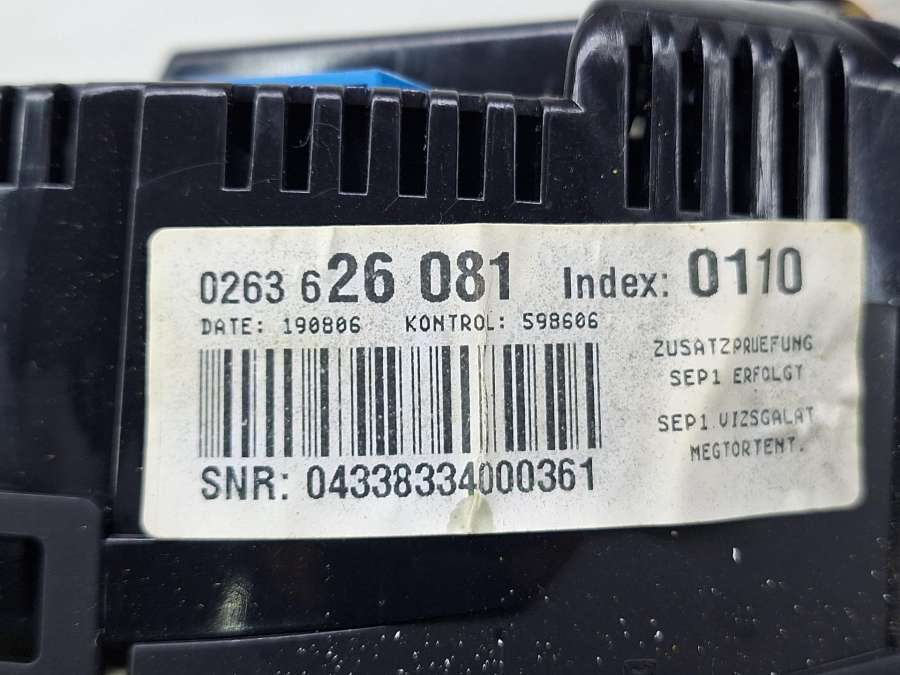 0263 626 081 Index: 0110
DATE: 190806 KONTROL: 598606
ZUSATZPRUEFUNG
SEP1 ERFOLGT
SEP1.VIZSGALAT
MEGTORTENT.
SNR: 04338334000361